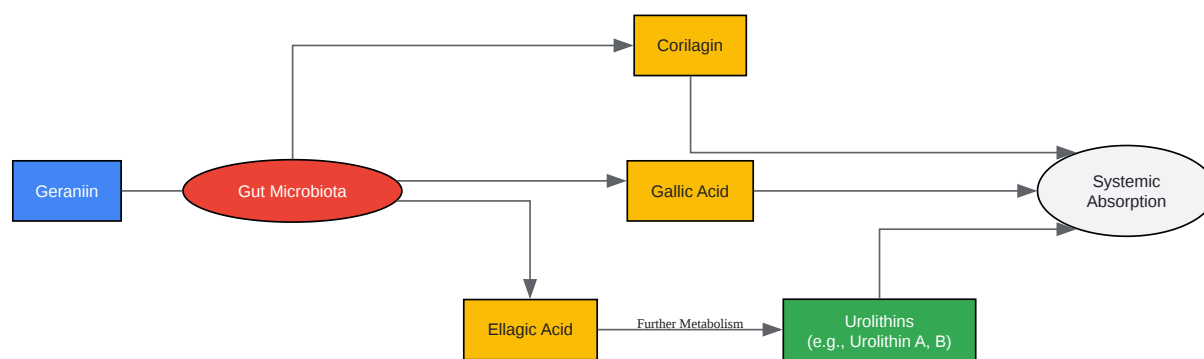 Corilagin
Geraniin
Gut Microbiota
Gallic Acid
Systemic
Absorption
Ellagic Acid
Further Metabolism
Urolithins
(e.g., Urolithin A, B)